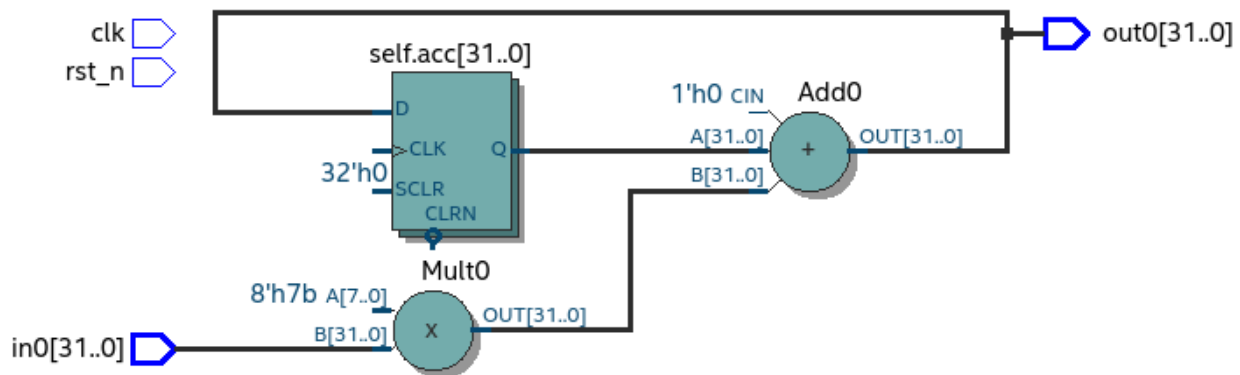 clk
rst_n
self.acc[31..0]
D
CLK
Q
32'h0
SCLR
CLRN
1'h0 CIN
Add0
A[31..0]
+
OUT[31..0]
B[31..0]
out0[31..0]
Mult0
8'h7b A[7..0]
x
OUT[31..0]
B[31..0]
in0[31..0]